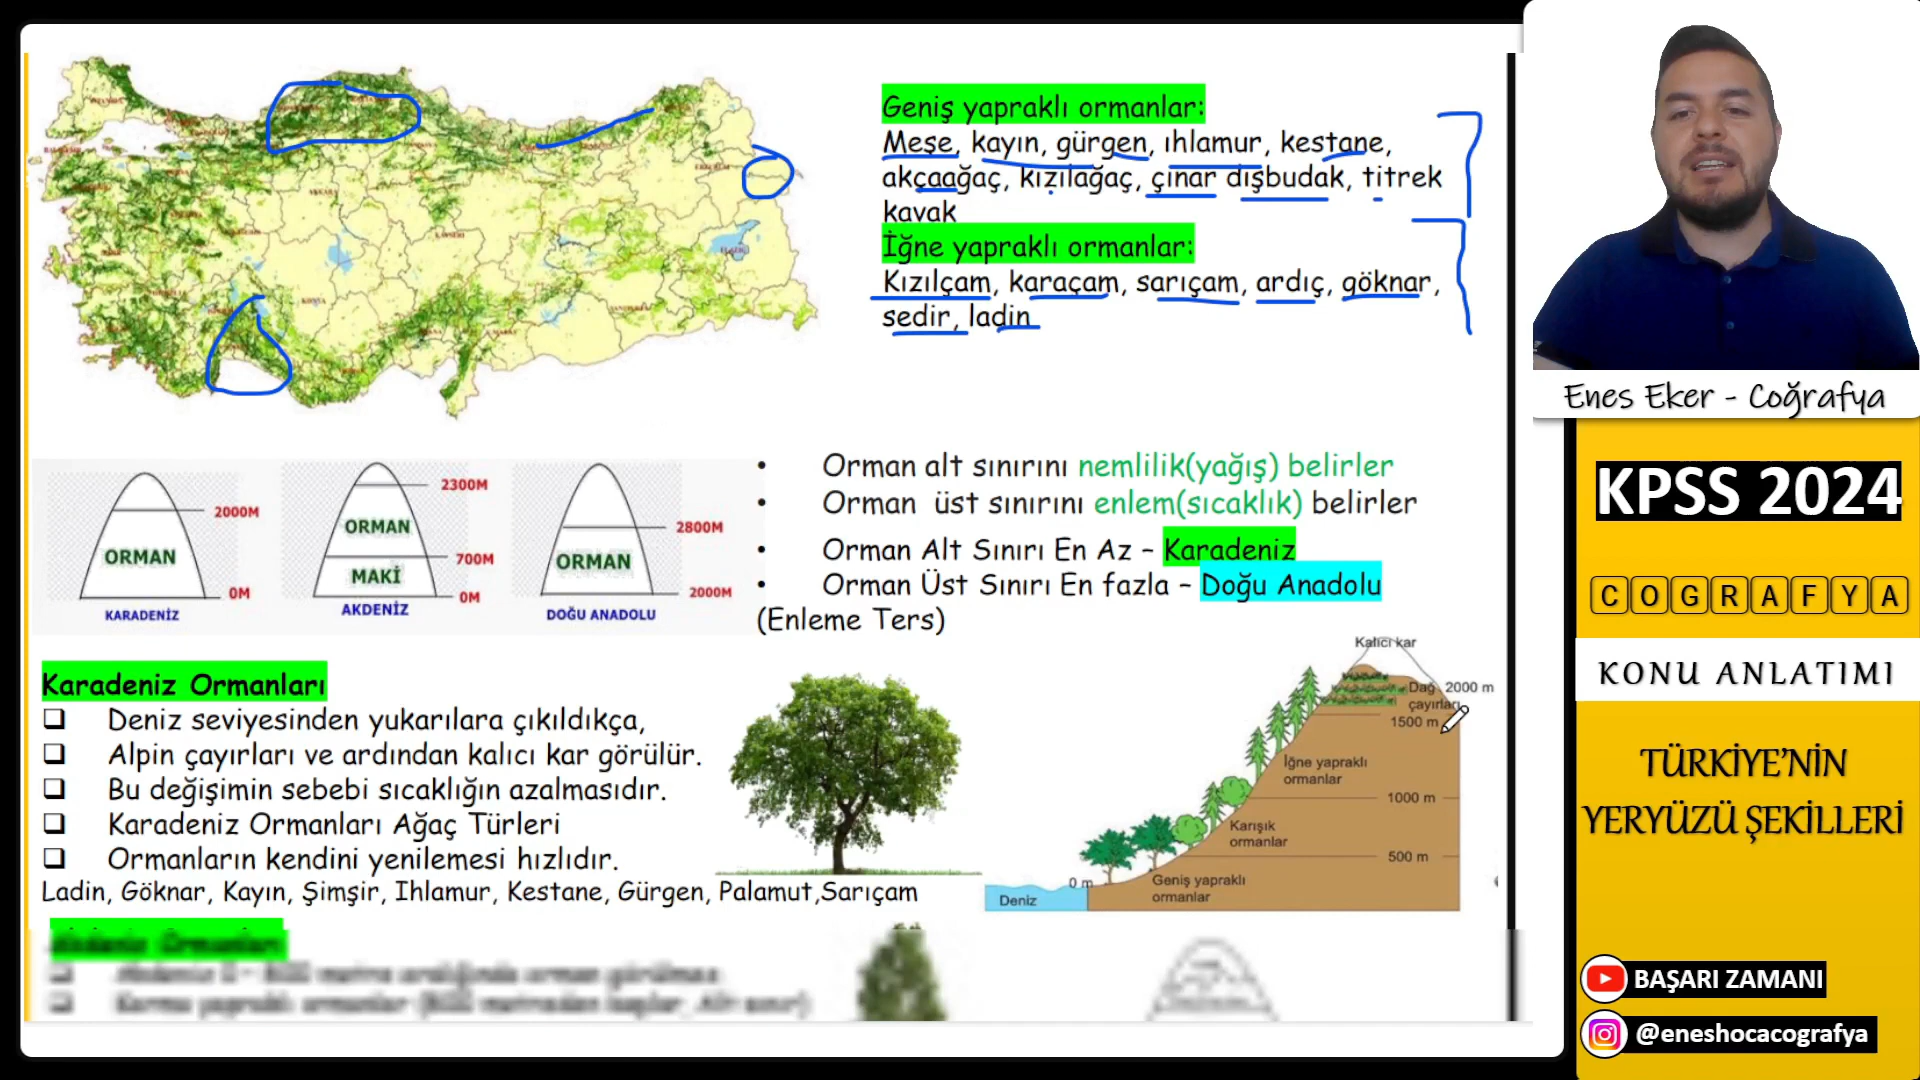 Geniş yapraklı ormanlar:
Meşe, kayın, gürgen, ıhlamur, kestane,
akçaağaç, kızılağaç, çınar dişbudak, titrek
kavak
İğne yapraklı ormanlar:
Kızılçam, karaçam, sarıçam, ardıç, göknar,
sedir, ladin
Enes Eker - Coğrafya
KPSS 2024
COGRAFYA
KONU ANLATIMI
TÜRKİYE'NİN
YERYÜZÜ ŞEKİLLERİ
BAŞARI ZAMANI
@eneshocacografya
2000M
ORMAN
0M
KARADENİZ
2300M
ORMAN
700M
MAKİ
0M
AKDENİZ
2800M
ORMAN
2000M
DOĞU ANADOLU
• Orman alt sınırını nemlilik(yağış) belirler
• Orman üst sınırını enlem(sıcaklık) belirler
• Orman Alt Sınırı En Az – Karadeniz
• Orman Üst Sınırı En fazla – Doğu Anadolu
(Enleme Ters)
Karadeniz Ormanları
❑ Deniz seviyesinden yukarılara çıkıldıkça,
❑ Alpin çayırları ve ardından kalıcı kar görülür.
❑ Bu değişimin sebebi sıcaklığın azalmasıdır.
❑ Karadeniz Ormanları Ağaç Türleri
❑ Ormanların kendini yenilemesi hızlıdır.
Ladin, Göknar, Kayın, Şimşir, Ihlamur, Kestane, Gürgen, Palamut,Sarıçam
Kalıcı kar
Dağ 2000 m
çayırları
1500 m
İğne yapraklı
ormanlar
1000 m
Karışık
ormanlar
500 m
0 m
Geniş yapraklı
ormanlar
Deniz